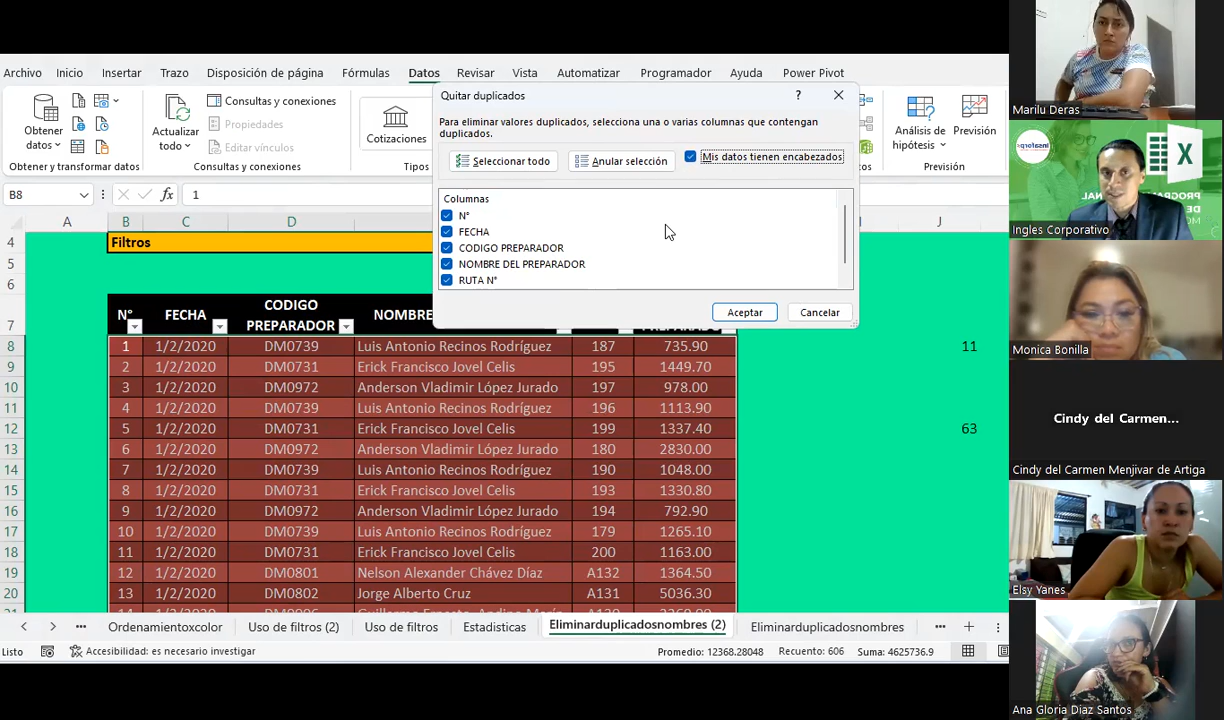 Archivo Inicio Insertar Trazo Disposición de página Fórmulas Datos Revisar Vista Automatizar Programador Ayuda Power Pivot
Obtener datos
Obtener y transformar datos
Actualizar todo
Consultas y conexiones
Propiedades
Editar vínculos
Consultas y conexiones
Cotizaciones
Análisis de hipótesis
Previsión
Previsión
Quitar duplicados ?
Para eliminar valores duplicados, selecciona una o varias columnas que contengan
duplicados.
Seleccionar todo Anular selección Mis datos tienen encabezados
Columnas
N°
FECHA
CODIGO PREPARADOR
NOMBRE DEL PREPARADOR
RUTA N°
Aceptar Cancelar
B8 fx 1
A B C D J
4 Filtros
5
6
7 N° FECHA CODIGO PREPARADOR NOMBRE
8 1 1/2/2020 DM0739 Luis Antonio Recinos Rodríguez 187 735.90 11
9 2 1/2/2020 DM0731 Erick Francisco Jovel Celis 195 1449.70
10 3 1/2/2020 DM0972 Anderson Vladimir López Jurado 197 978.00
11 4 1/2/2020 DM0739 Luis Antonio Recinos Rodríguez 196 1113.90
12 5 1/2/2020 DM0731 Erick Francisco Jovel Celis 199 1337.40 63
13 6 1/2/2020 DM0972 Anderson Vladimir López Jurado 180 2830.00
14 7 1/2/2020 DM0739 Luis Antonio Recinos Rodríguez 190 1048.00
15 8 1/2/2020 DM0731 Erick Francisco Jovel Celis 193 1330.80
16 9 1/2/2020 DM0972 Anderson Vladimir López Jurado 194 792.90
17 10 1/2/2020 DM0739 Luis Antonio Recinos Rodríguez 179 1265.10
18 11 1/2/2020 DM0731 Erick Francisco Jovel Celis 200 1163.00
19 12 1/2/2020 DM0801 Nelson Alexander Chávez Díaz A132 1364.50
20 13 1/2/2020 DM0802 Jorge Alberto Cruz A131 5036.30
Ordenamientoxcolor Uso de filtros (2) Uso de filtros Estadisticas Eliminarduplicadosnombres (2) Eliminarduplicadosnombres
Listo Accesibilidad: es necesario investigar Promedio: 12368.28048 Recuento: 606 Suma: 4625736.9
Marilu Deras
Insaforp
Ingles Corporativo
Monica Bonilla
Cindy del Carmen...
Cindy del Carmen Menjivar de Artiga
Elsy Yanes
Ana Gloria Diaz Santos